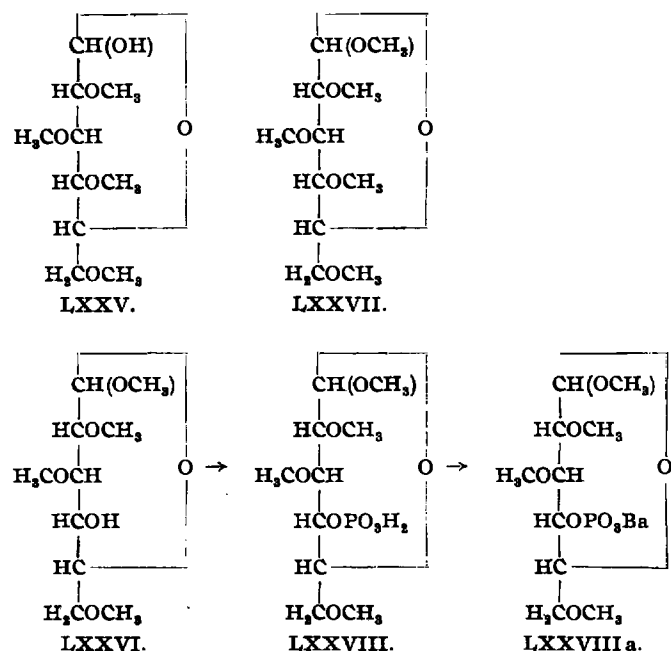 CH(OH) CH(OCH₃)
HCOCH₃ HCOCH₃
H₃COCH O H₃COCH O
HCOCH₃ HCOCH₃
HC HC
H₂COCH₃ H₂COCH₃
LXXV. LXXVII.
CH(OCH₃) CH(OCH₃) CH(OCH₃)
HCOCH₃ HCOCH₃ HCOCH₃
H₃COCH O → H₃COCH O → H₃COCH O
HCOH HCOPO₃H₂ HCOPO₃Ba
HC HC HC
H₂COCH₃ H₂COCH₃ H₂COCH₃
LXXVI. LXXVIII. LXXVIII a.